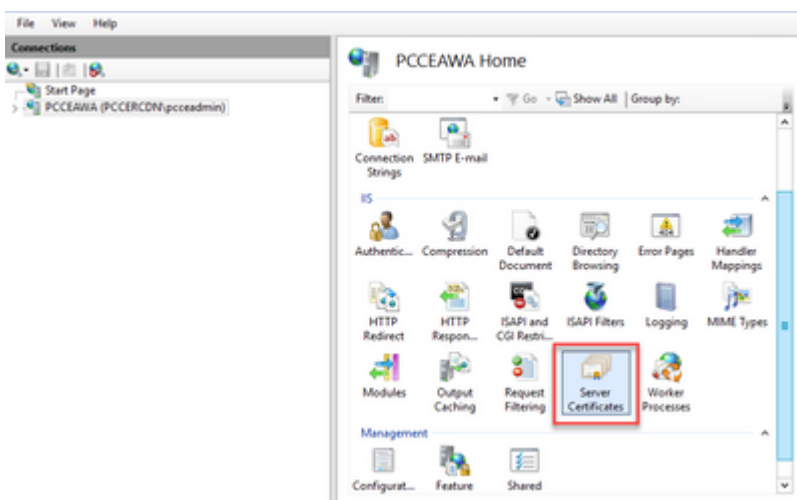 File View Help
Connections
Start Page
PCCEAWA (PCCERCDN\pcceadmin)
PCCEAWA Home
Filter: Go Show All Group by:
Connection Strings
SMTP E-mail
IIS
Authentic...
Compression
Default Document
Directory Browsing
Error Pages
Handler Mappings
HTTP Redirect
HTTP Respon...
ISAPI and CGI Restri...
ISAPI Filters
Logging
MIME Types
Modules
Output Caching
Request Filtering
Server Certificates
Worker Processes
Management
Configurat...
Feature
Shared